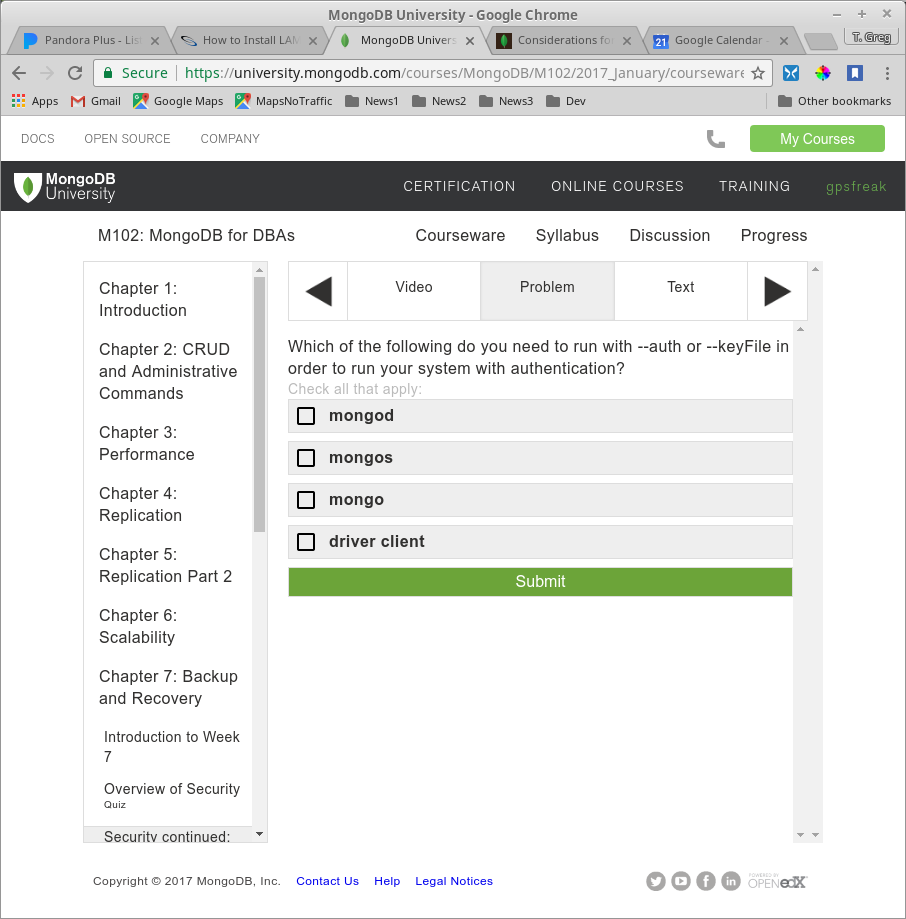 MongoDB University - Google Chrome
Pandora Plus - List
How to Install LAM
MongoDB Univers
Considerations fo
21 Google Calendar -
T. Greg
Secure https://university.mongodb.com/courses/MongoDB/M102/2017_January/courseware
Apps Gmail Google Maps MapsNoTraffic News1 News2 News3 Dev Other bookmarks
DOCS OPEN SOURCE COMPANY My Courses
MongoDB
University
CERTIFICATION ONLINE COURSES TRAINING gpsfreak
M102: MongoDB for DBAs Courseware Syllabus Discussion Progress
Chapter 1:
Introduction
Chapter 2: CRUD
and Administrative
Commands
Chapter 3:
Performance
Chapter 4:
Replication
Chapter 5:
Replication Part 2
Chapter 6:
Scalability
Chapter 7: Backup
and Recovery
Introduction to Week
7
Overview of Security
Quiz
Security continued:
Video Problem Text
Which of the following do you need to run with --auth or --keyFile in
order to run your system with authentication?
Check all that apply:
mongod
mongos
mongo
driver client
Submit
Copyright © 2017 MongoDB, Inc. Contact Us Help Legal Notices
POWERED BY
OPEN edX